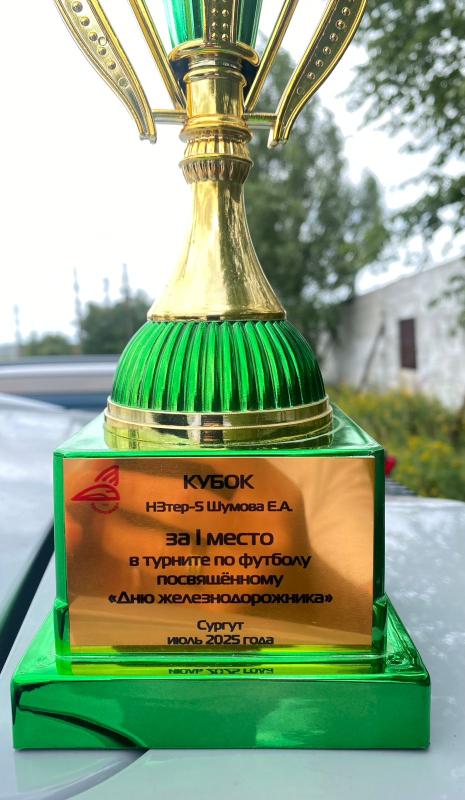 КУБОК
НЗтер-5 Шумова Е.А.
за I место
в турните по футболу
посвящённому
«Дню железнодорожника»
Сургут
июль 2025 года